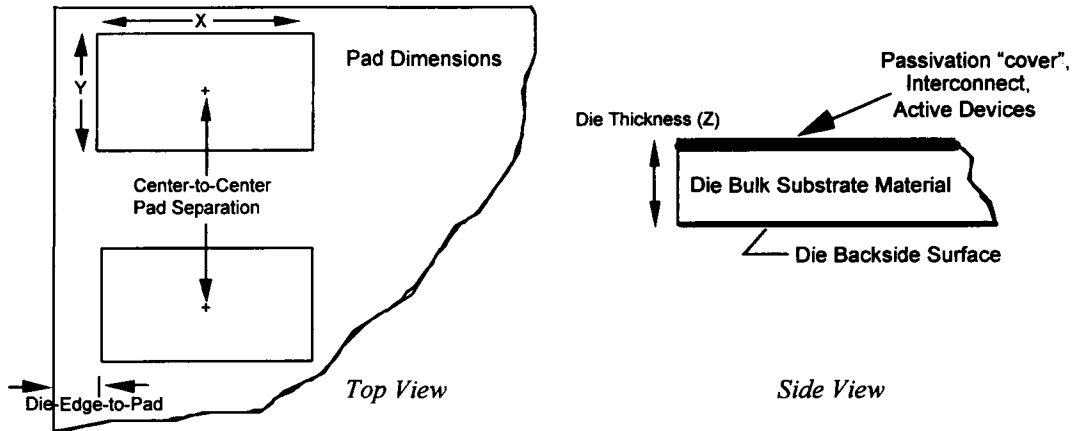 X
Y
Pad Dimensions
+
Center-to-Center
Pad Separation
+
Die-Edge-to-Pad
Top View
Passivation "cover",
Interconnect,
Active Devices
Die Thickness (Z)
Die Bulk Substrate Material
Die Backside Surface
Side View